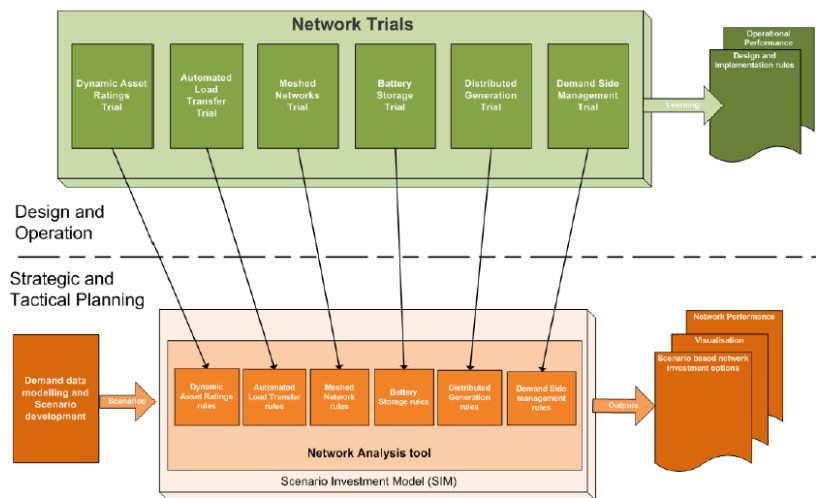 Network Trials
Dynamic Asset
Ratings
Trial
Automated
Load
Transfer
Trial
Meshed
Networks
Trial
Battery
Storage
Trial
Distributed
Generation
Trial
Demand Side
Management
Trial
Learning
Operational
Performance
Design and
implementation rules
Design and
Operation
Strategic and
Tactical Planning
Demand data
modelling and
Scenario
development
Scenarios
Dynamic
Asset Ratings
rules
Automated
Load Transfer
rules
Meshed
Network
rules
Battery
Storage rules
Distributed
Generation
rules
Demand Side
management
rules
Network Analysis tool
Scenario Investment Model (SIM)
Outputs
Network Performance
Visualisation
Scenario based network
investment options